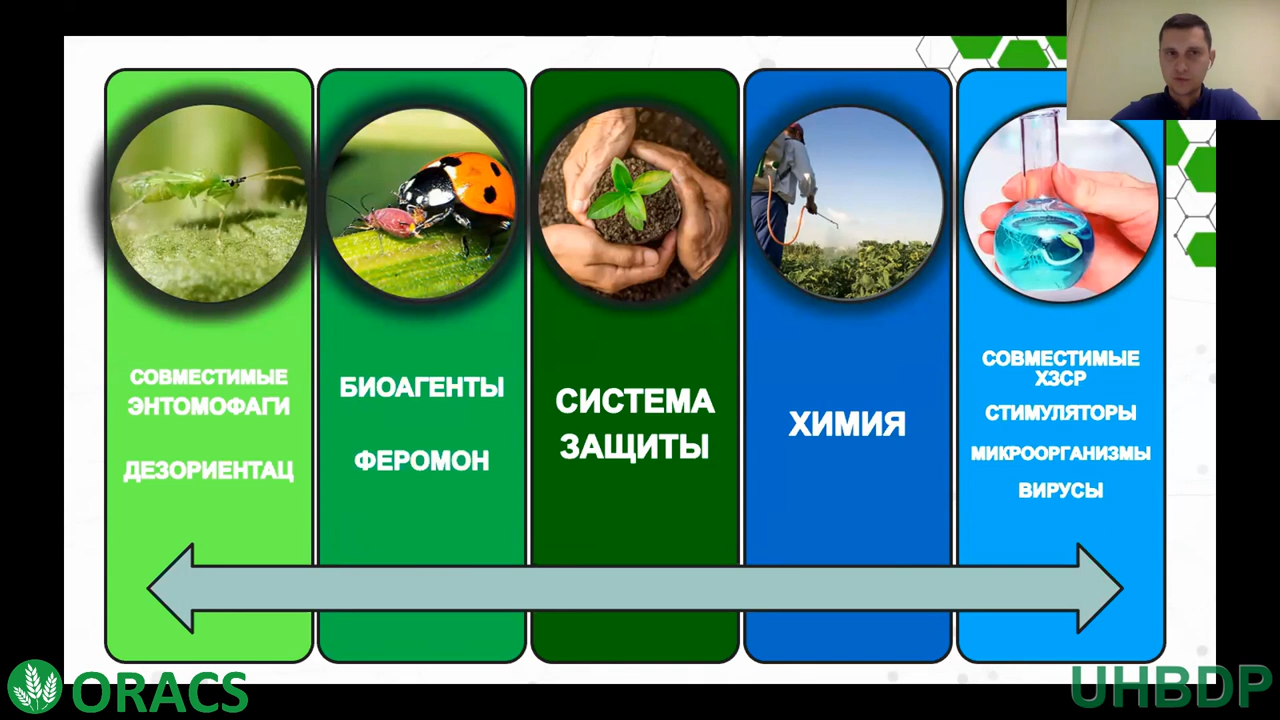 СОВМЕСТИМЫЕ
ЭНТОМОФАГИ
ДЕЗОРИЕНТАЦ
БИОАГЕНТЫ
ФЕРОМОН
СИСТЕМА
ЗАЩИТЫ
ХИМИЯ
СОВМЕСТИМЫЕ
ХЗСР
СТИМУЛЯТОРЫ
МИКРООРГАНИЗМЫ
ВИРУСЫ
ORACS
UHBDP